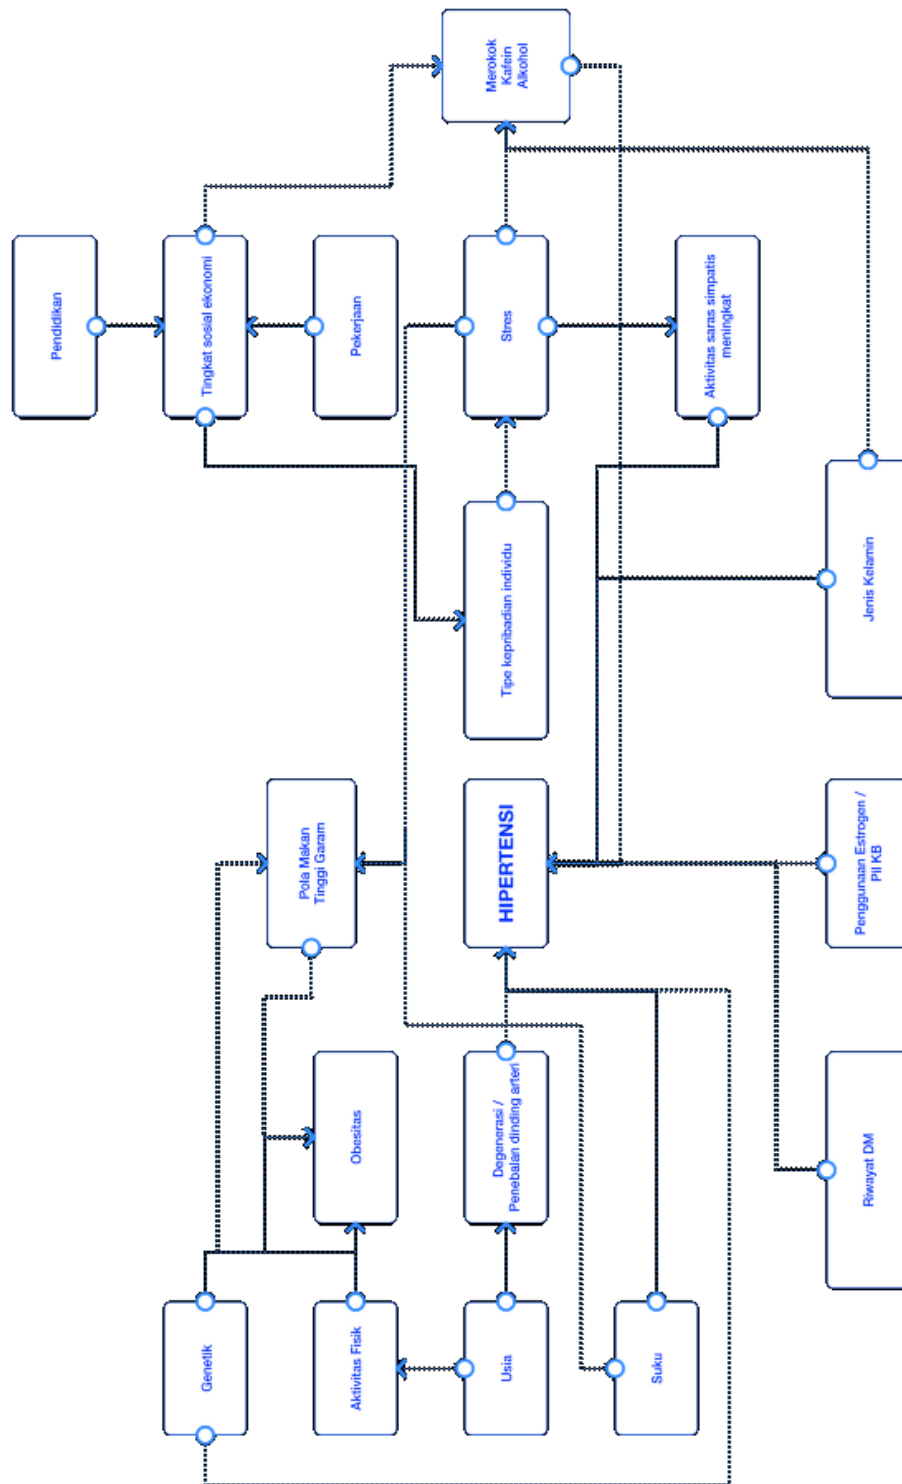 Pendidikan
Tingkat sosial ekonomi
Pekerjaan
Merokok
Kafein
Alkohol
Stres
Aktivitas saras simpatis
meningkat
Tipe kepribadian individu
Jenis Kelamin
Pola Makan
Tinggi Garam
HIPERTENSI
Penggunaan Estrogen /
Pil KB
Obesitas
Degenerasi /
Penebalan dinding arteri
Riwayat DM
Genetik
Aktivitas Fisik
Usia
Suku